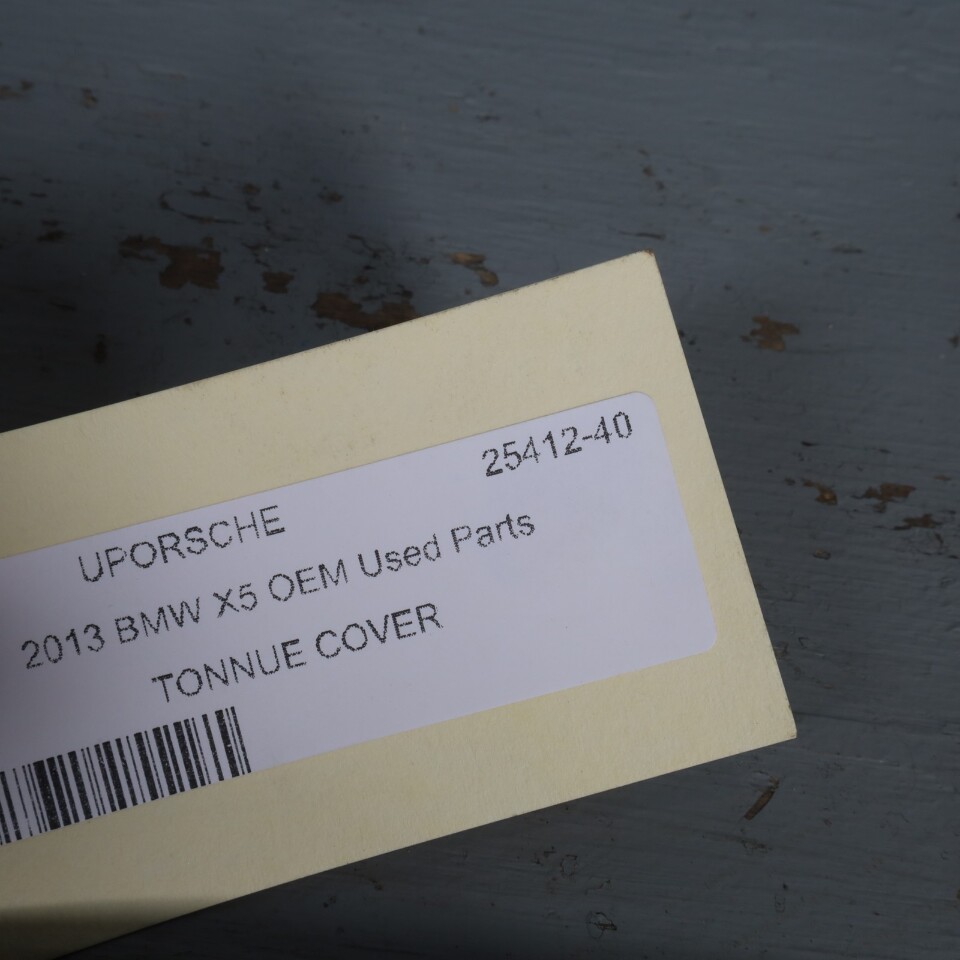 25412-40
UPORSCHE
2013 BMW X5 OEM Used Parts
TONNUE COVER